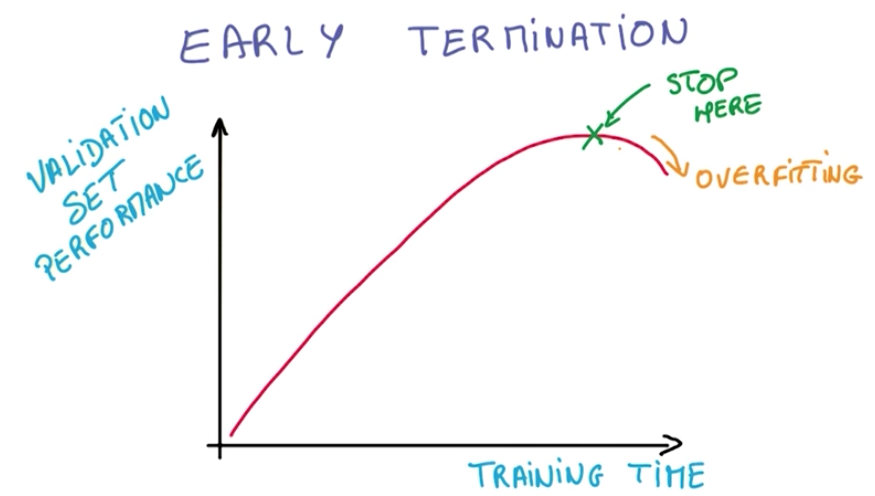 EARLY TERMINATION
STOP
HERE
VALIDATION
SET
PERFORMANCE
OVERFITTING
TRAINING TIME